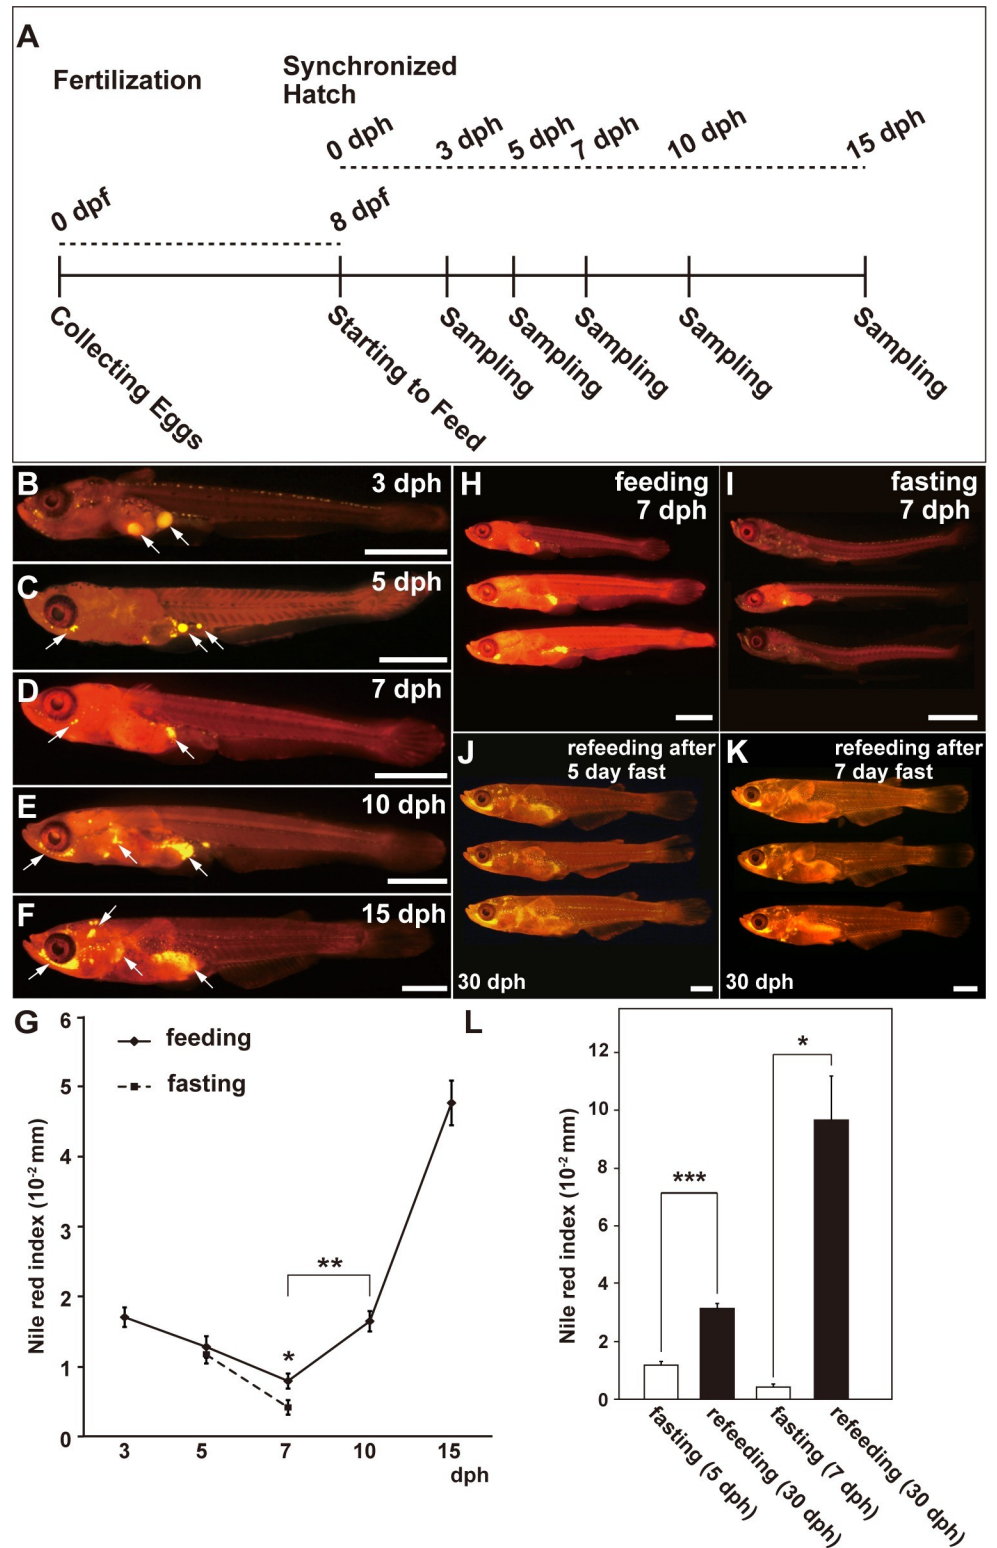 A
Fertilization
Synchronized
Hatch
0 dph
3 dph
5 dph
7 dph
10 dph
15 dph
0 dpf
8 dpf
Collecting Eggs
Starting to Feed
Sampling
Sampling
Sampling
Sampling
Sampling
B
3 dph
C
5 dph
D
7 dph
E
10 dph
F
15 dph
H
feeding
7 dph
I
fasting
7 dph
J
refeeding after
5 day fast
30 dph
K
refeeding after
7 day fast
30 dph
G
Nile red index (10⁻² mm)
6
5
4
3
2
1
0
feeding
fasting
*
**
3
5
7
10
15
dph
L
Nile red index (10⁻² mm)
12
10
8
6
4
2
0
***
*
fasting (5 dph)
refeeding (30 dph)
fasting (7 dph)
refeeding (30 dph)